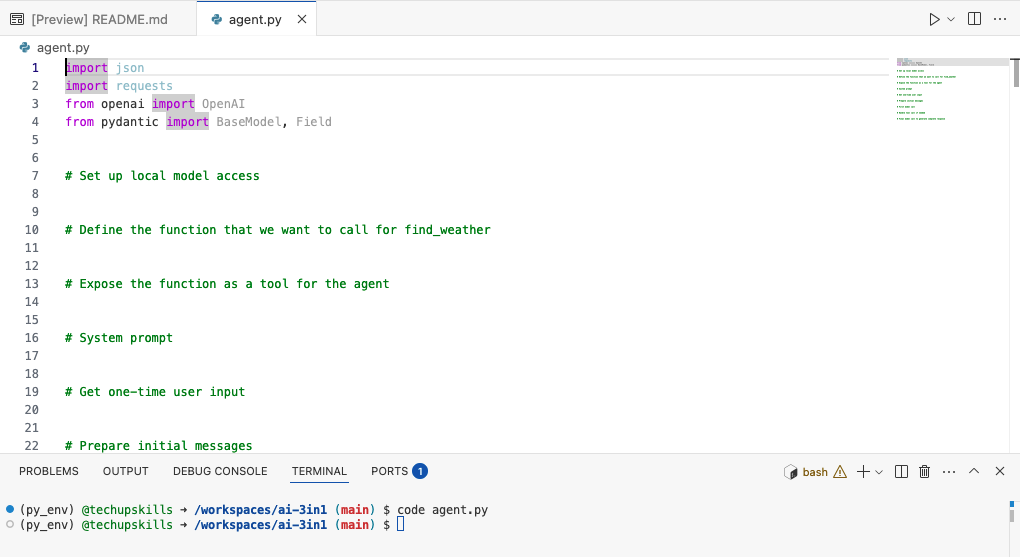 [Preview] README.md
agent.py
agent.py
1 import json
2 import requests
3 from openai import OpenAI
4 from pydantic import BaseModel, Field
5
6
7 # Set up local model access
8
9
10 # Define the function that we want to call for find_weather
11
12
13 # Expose the function as a tool for the agent
14
15
16 # System prompt
17
18
19 # Get one-time user input
20
21
22 # Prepare initial messages
PROBLEMS OUTPUT DEBUG CONSOLE TERMINAL PORTS 1 bash
(py_env) @techupskills → /workspaces/ai-3in1 (main) $ code agent.py
(py_env) @techupskills → /workspaces/ai-3in1 (main) $